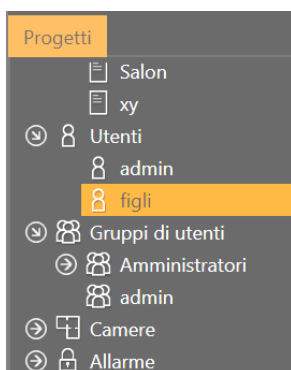 Progetti
Salon
xy
Utenti
admin
figli
Gruppi di utenti
Amministratori
admin
Camere
Allarme